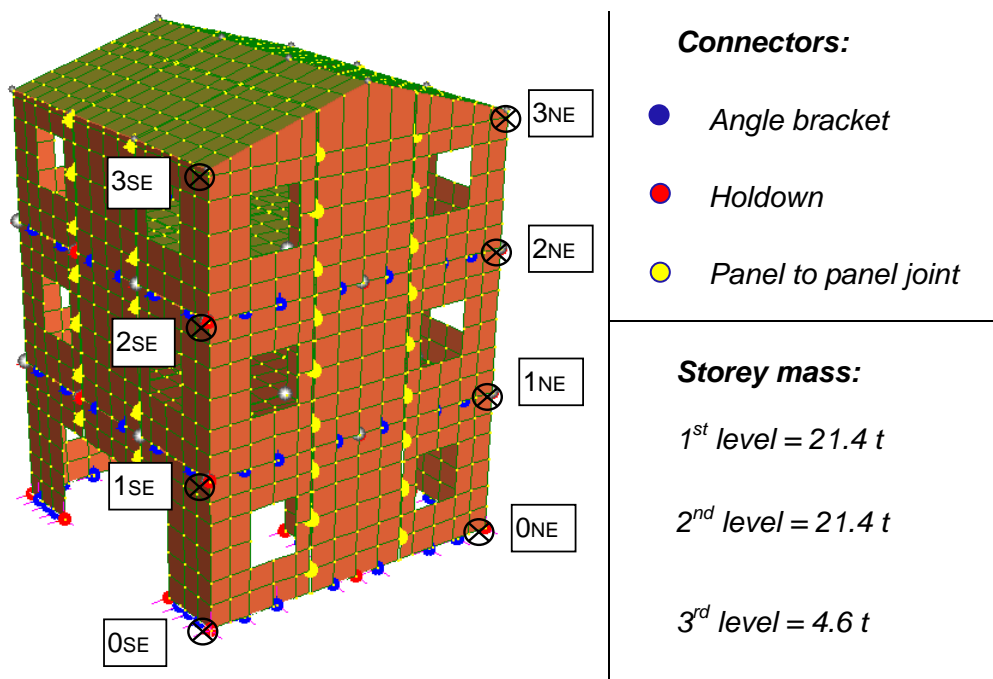 3NE
3SE
2NE
2SE
1NE
1SE
0NE
0SE
Connectors:
Angle bracket
Holdown
Panel to panel joint
Storey mass:
1st level = 21.4 t
2nd level = 21.4 t
3rd level = 4.6 t